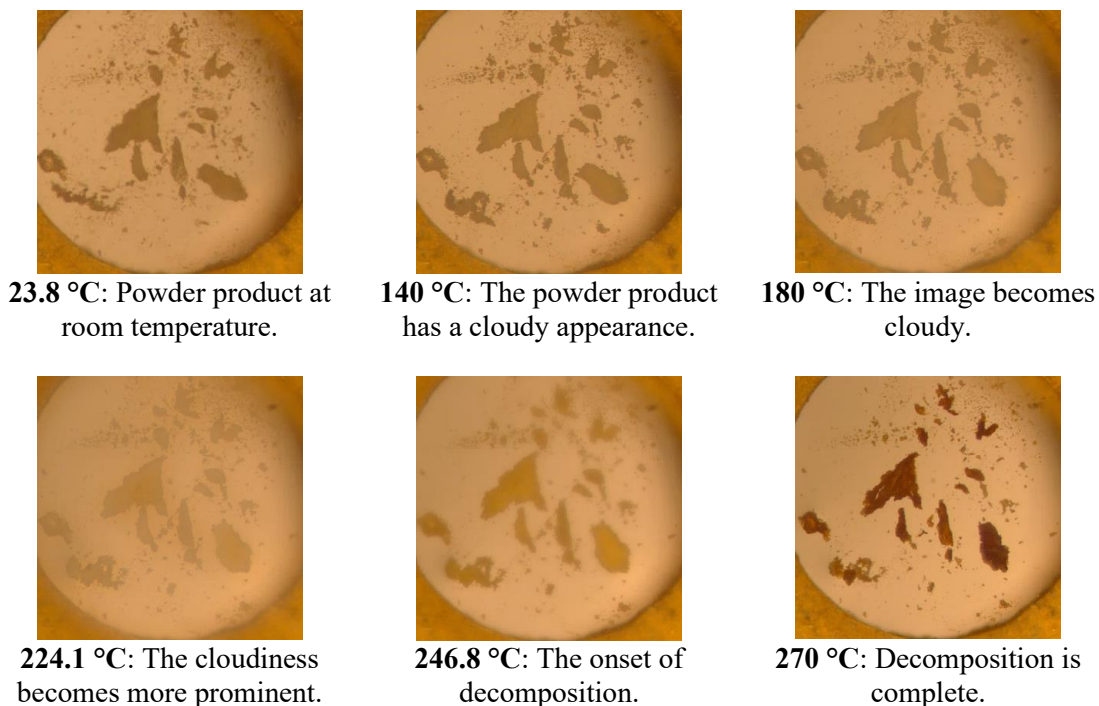 23.8 °C: Powder product at
room temperature.
140 °C: The powder product
has a cloudy appearance.
180 °C: The image becomes
cloudy.
224.1 °C: The cloudiness
becomes more prominent.
246.8 °C: The onset of
decomposition.
270 °C: Decomposition is
complete.